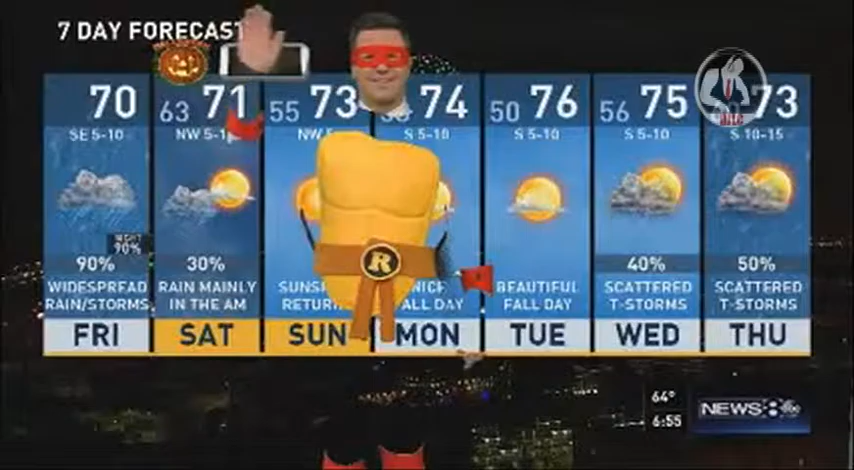 7 DAY FORECAST
70 63 71 55 73 74 50 76 56 75 73
SE 5-10 NW 5-1 NW 5 S 5-10 S 5-10 S 5-10 S 10-15
NIGHT
90%
90% 30% 40% 50%
WIDESPREAD RAIN MAINLY SUNS NICE BEAUTIFUL SCATTERED SCATTERED
RAIN/STORMS IN THE AM RETUR ALL DAY FALL DAY T-STORMS T-STORMS
FRI SAT SUN MON TUE WED THU
R
64°
6:55
NEWS 8 abc